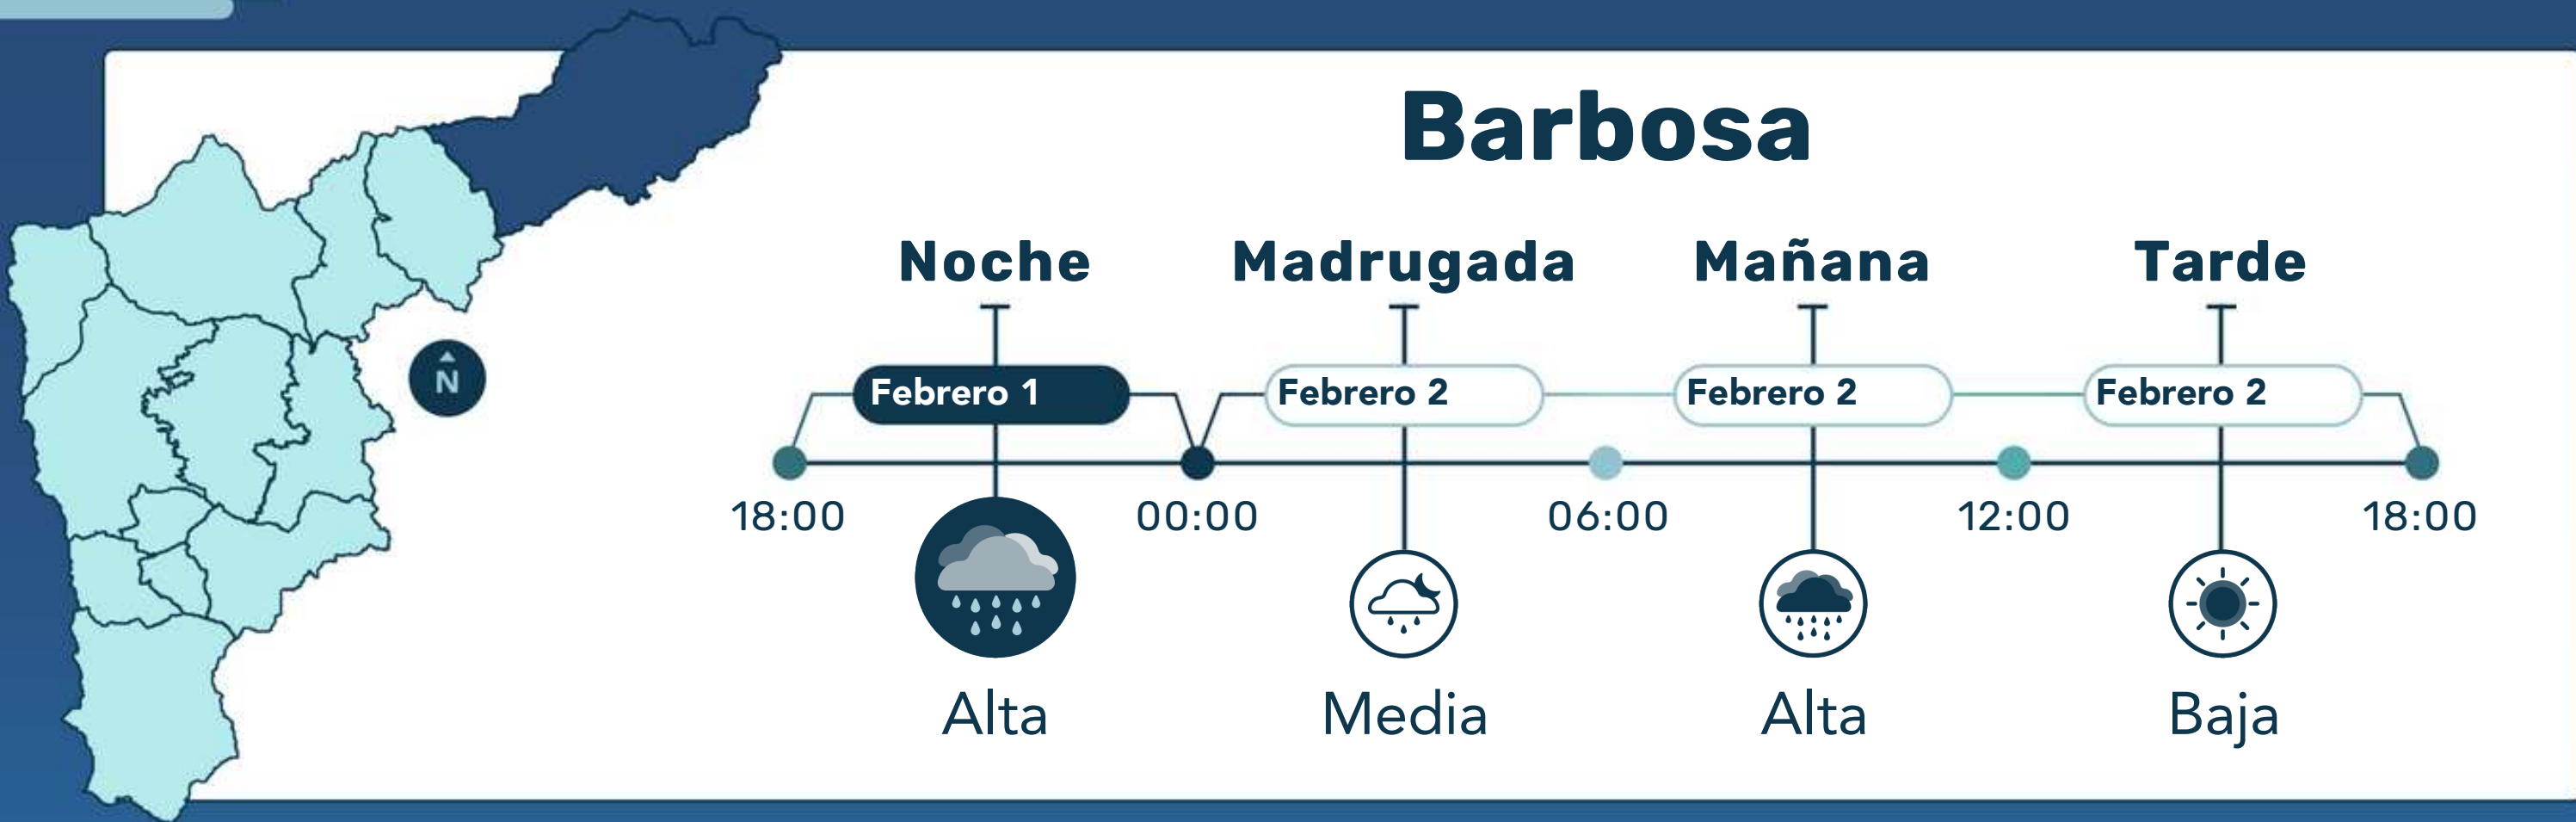 Barbosa
Noche Madrugada Mañana Tarde
N
Febrero 1 Febrero 2 Febrero 2 Febrero 2
18:00 00:00 06:00 12:00 18:00
Alta Media Alta Baja